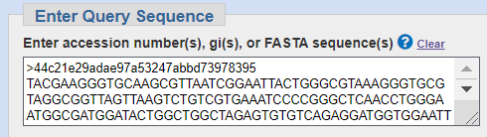 Enter Query Sequence
Enter accession number(s), gi(s), or FASTA sequence(s) ? Clear
>44c21e29adae97a53247abbd73978395
TACGAAGGGTGCAAGCGTTAATCGGAATTACTGGGCGTAAAGGGTGCG
TAGGCGGTTAGTTAAGTCTGTCGTGAAATCCCCGGGCTCAACCTGGGA
ATGGCGATGGATACTGGCTGGCTAGAGTGTGTCAGAGGATGGTGGAATT